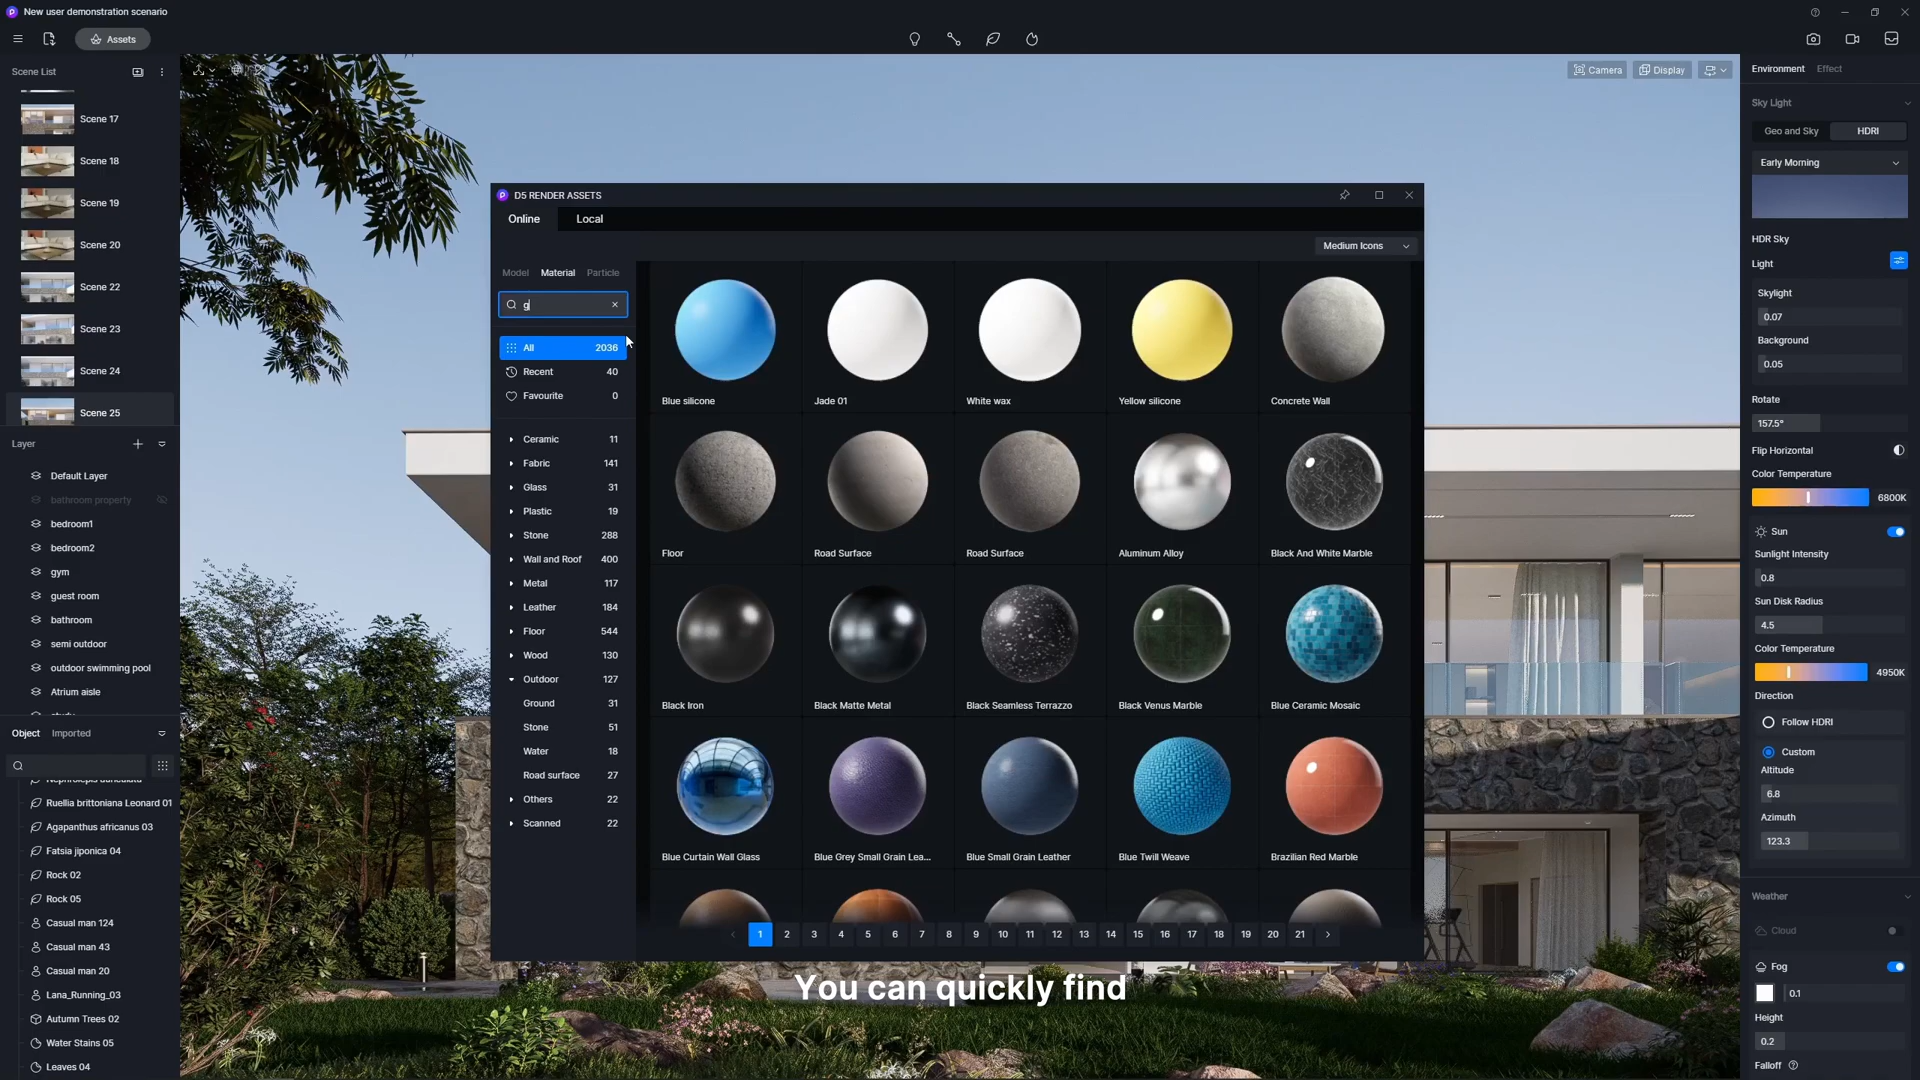 New user demonstration scenario
Assets
Scene List
Scene 17
Scene 18
Scene 19
Scene 20
Scene 22
Scene 23
Scene 24
Scene 25
Layer
Default Layer
bathroom property
bedroom1
bedroom2
gym
guest room
bathroom
semi outdoor
outdoor swimming pool
Atrium aisle
Object Imported
Ruellia brittoniana Leonard 01
Agapanthus africanus 03
Fatsia jiponica 04
Rock 02
Rock 05
Casual man 124
Casual man 43
Casual man 20
Lana_Running_03
Autumn Trees 02
Water Stains 05
Leaves 04
Camera Display
D5 RENDER ASSETS
Online Local
Medium Icons
Model Material Particle
g
All 2036
Recent 40
Favourite 0
Ceramic 11
Fabric 141
Glass 31
Plastic 19
Stone 288
Wall and Roof 400
Metal 117
Leather 184
Floor 544
Wood 130
Outdoor 127
Ground 31
Stone 51
Water 18
Road surface 27
Others 22
Scanned 22
Blue silicone Jade 01 White wax Yellow silicone Concrete Wall
Floor Road Surface Road Surface Aluminum Alloy Black And White Marble
Black Iron Black Matte Metal Black Seamless Terrazzo Black Venus Marble Blue Ceramic Mosaic
Blue Curtain Wall Glass Blue Grey Small Grain Lea... Blue Small Grain Leather Blue Twill Weave Brazilian Red Marble
1 2 3 4 5 6 7 8 9 10 11 12 13 14 15 16 17 18 19 20 21
You can quickly find
Environment Effect
Sky Light
Geo and Sky HDRI
Early Morning
HDR Sky
Light
Skylight
0.07
Background
0.05
Rotate
157.5°
Flip Horizontal
Color Temperature
6800K
Sun
Sunlight Intensity
0.8
Sun Disk Radius
4.5
Color Temperature
4950K
Direction
Follow HDRI
Custom
Altitude
6.8
Azimuth
123.3
Weather
Cloud
Fog
0.1
Height
0.2
Falloff